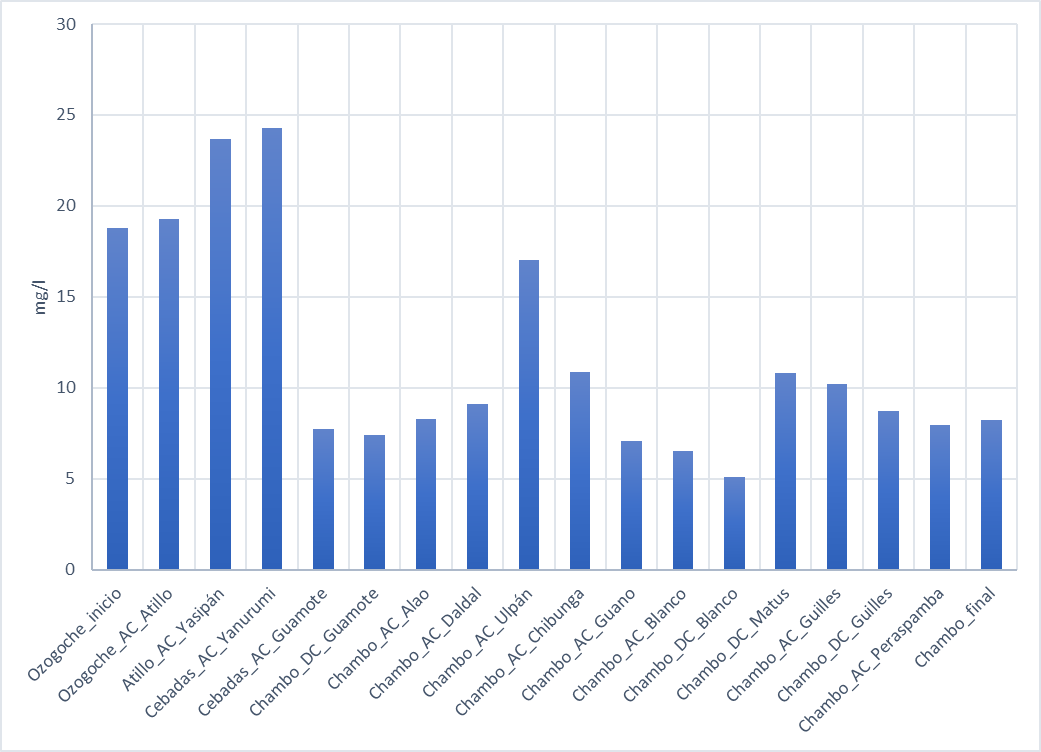 30
25
20
15
10
5
0
mg/l
Ozogoche_inicio
Ozogoche_AC_Atillo
Atillo_AC_Yasipán
Cebadas_AC_Yanurumi
Cebadas_AC_Guamote
Chambo_DC_Guamote
Chambo_AC_Alao
Chambo_AC_Daldal
Chambo_AC_Ulpán
Chambo_AC_Chibunga
Chambo_AC_Guano
Chambo_AC_Blanco
Chambo_DC_Blanco
Chambo_DC_Matus
Chambo_AC_Guilles
Chambo_DC_Guilles
Chambo_AC_Peraspamba
Chambo_final